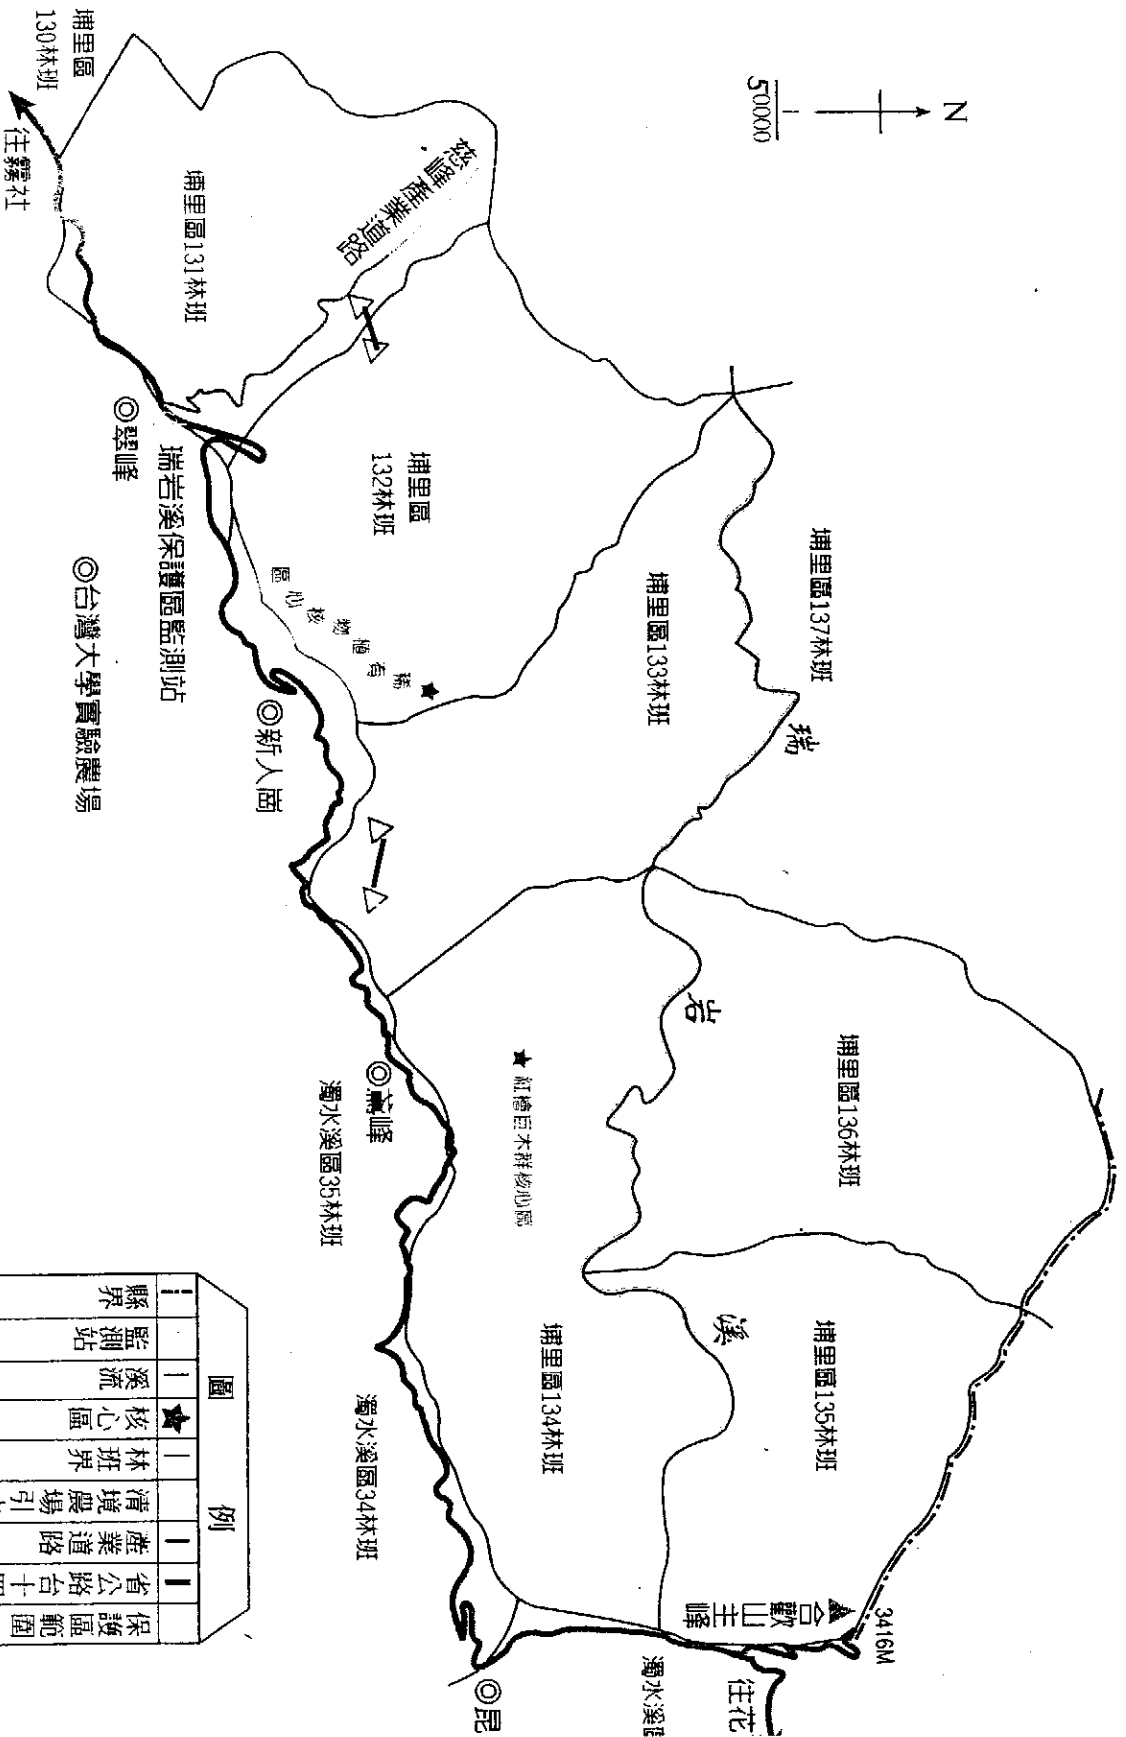 N
50000
埔里區
130林班
往霧社
慈峰產業道路
埔里區131林班
埔里區
132林班
埔里區137林班
埔里區133林班
翠峰
瑞岩溪保護區監測站
台灣大學實驗農場
稀有植物核心區
新人崗
瑞
岩
溪
埔里區136林班
紅檜巨木群核心區
峰
濁水溪區35林班
埔里區135林班
埔里區134林班
濁水溪區34林班
合歡山主峰
3416M
濁水溪區
往花
昆
圖例
縣界
監測站
溪流
核心區
林班界
清境農場引
產業道路
省公路台十四
保護區範圍